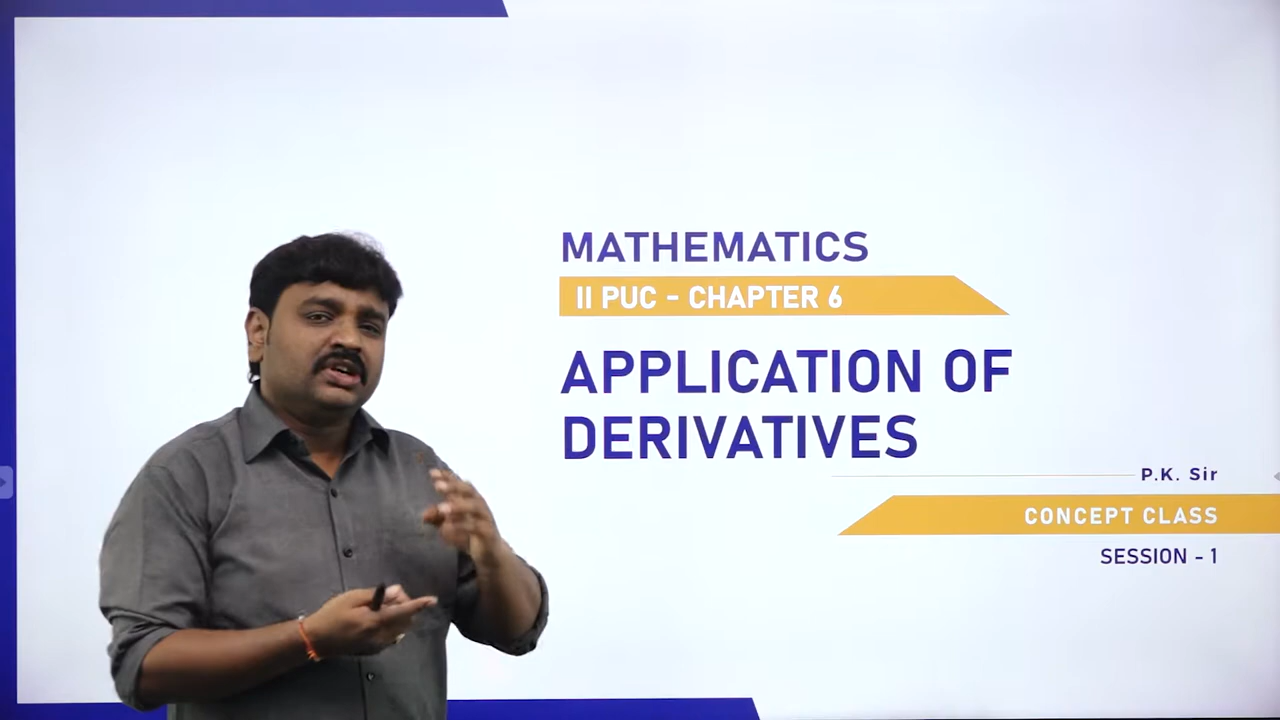 MATHEMATICS
II PUC - CHAPTER 6
APPLICATION OF
DERIVATIVES
P.K. Sir
CONCEPT CLASS
SESSION - 1